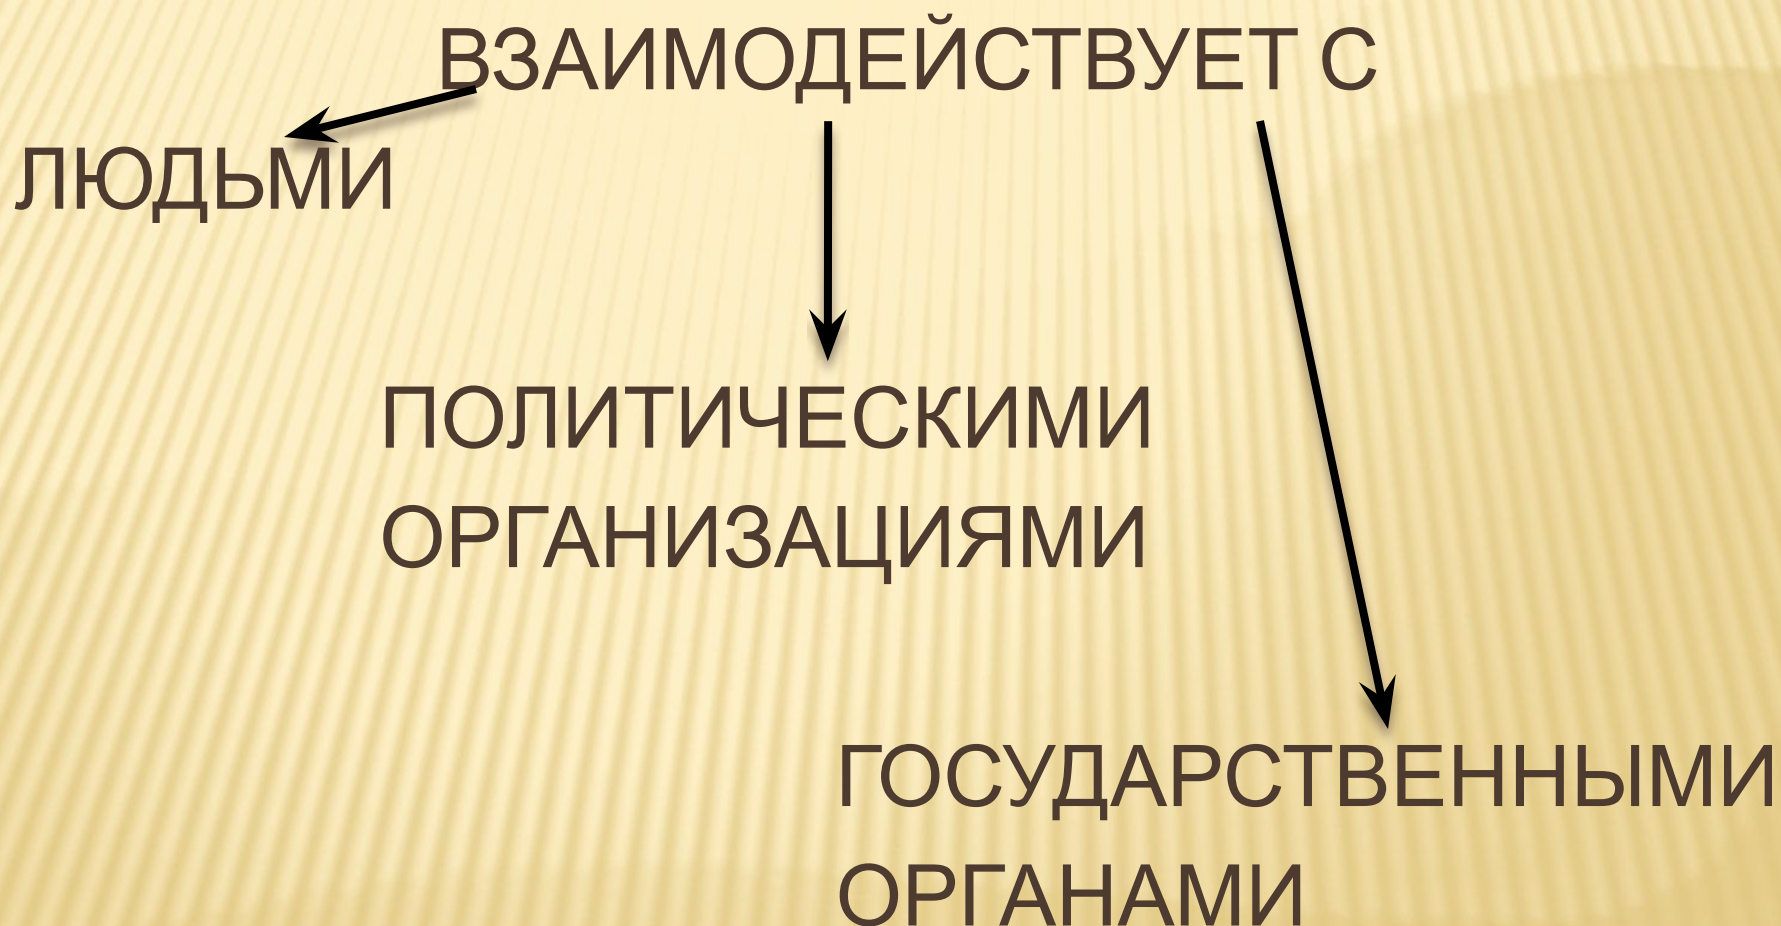 ВЗАИМОДЕЙСТВУЕТ С
ЛЮДЬМИ
ПОЛИТИЧЕСКИМИ
ОРГАНИЗАЦИЯМИ
ГОСУДАРСТВЕННЫМИ
ОРГАНАМИ